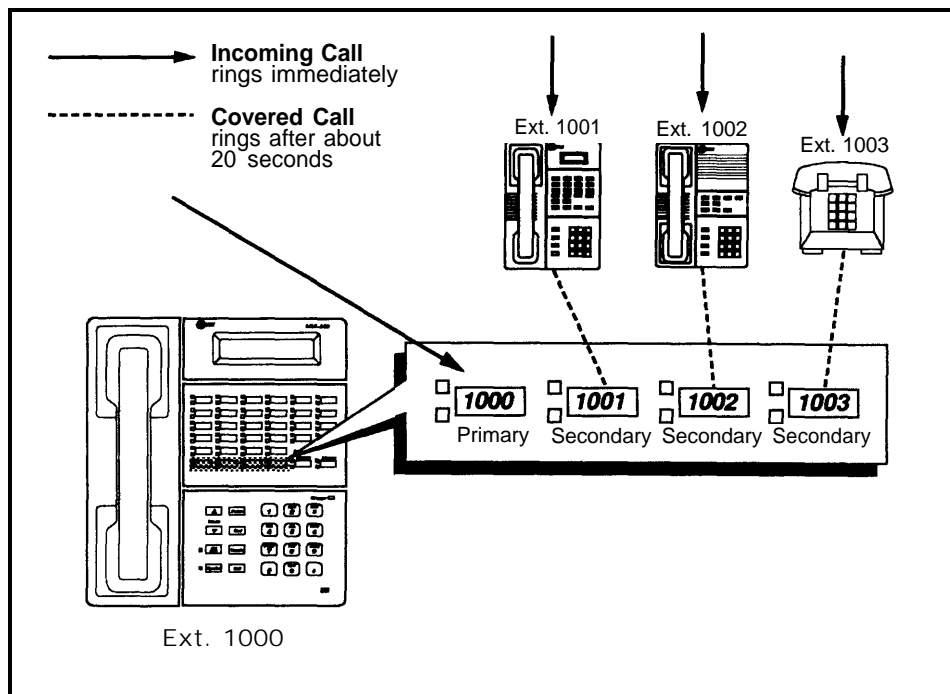 Incoming Call
rings immediately
Covered Call
rings after about
20 seconds
Ext. 1001
Ext. 1002
Ext. 1003
1000
1001
1002
1003
Primary
Secondary
Secondary
Secondary
Ext. 1000